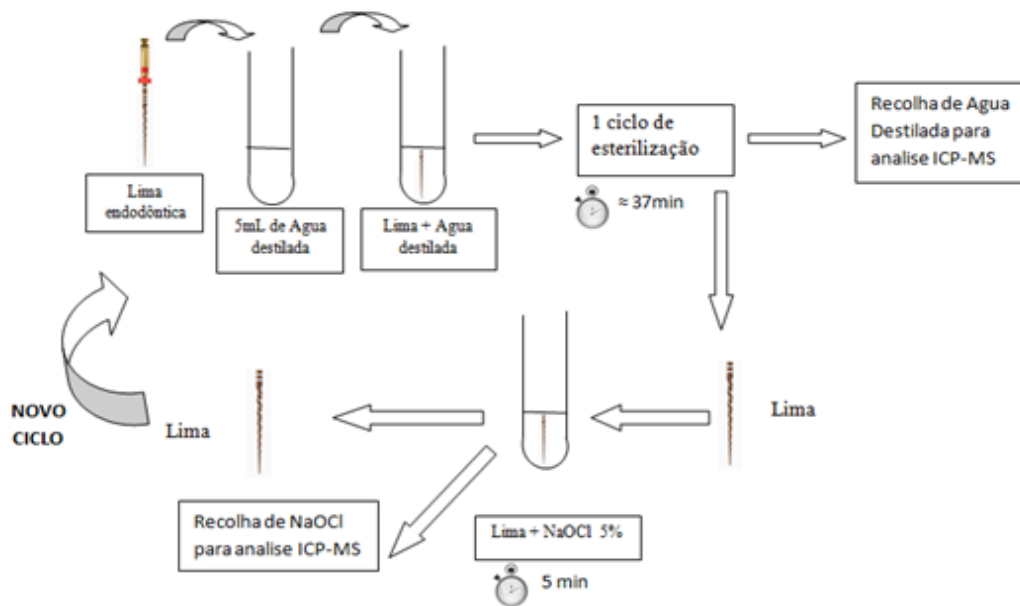 Lima
endodôntica
5mL de Agua
destilada
Lima + Agua
destilada
1 ciclo de
esterilização
≈ 37min
Recolha de Agua
Destilada para
analise ICP-MS
Lima
Lima + NaOCl 5%
5 min
Recolha de NaOCl
para analise ICP-MS
Lima
NOVO
CICLO